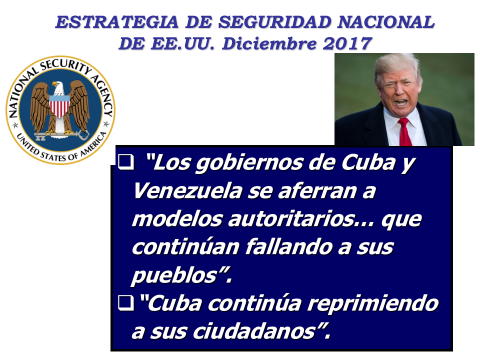 ESTRATEGIA DE SEGURIDAD NACIONAL
DE EE.UU. Diciembre 2017
NATIONAL SECURITY AGENCY
UNITED STATES OF AMERICA
❑ “Los gobiernos de Cuba y
Venezuela se aferran a
modelos autoritarios… que
continúan fallando a sus
pueblos”.
❑“Cuba continúa reprimiendo
a sus ciudadanos”.